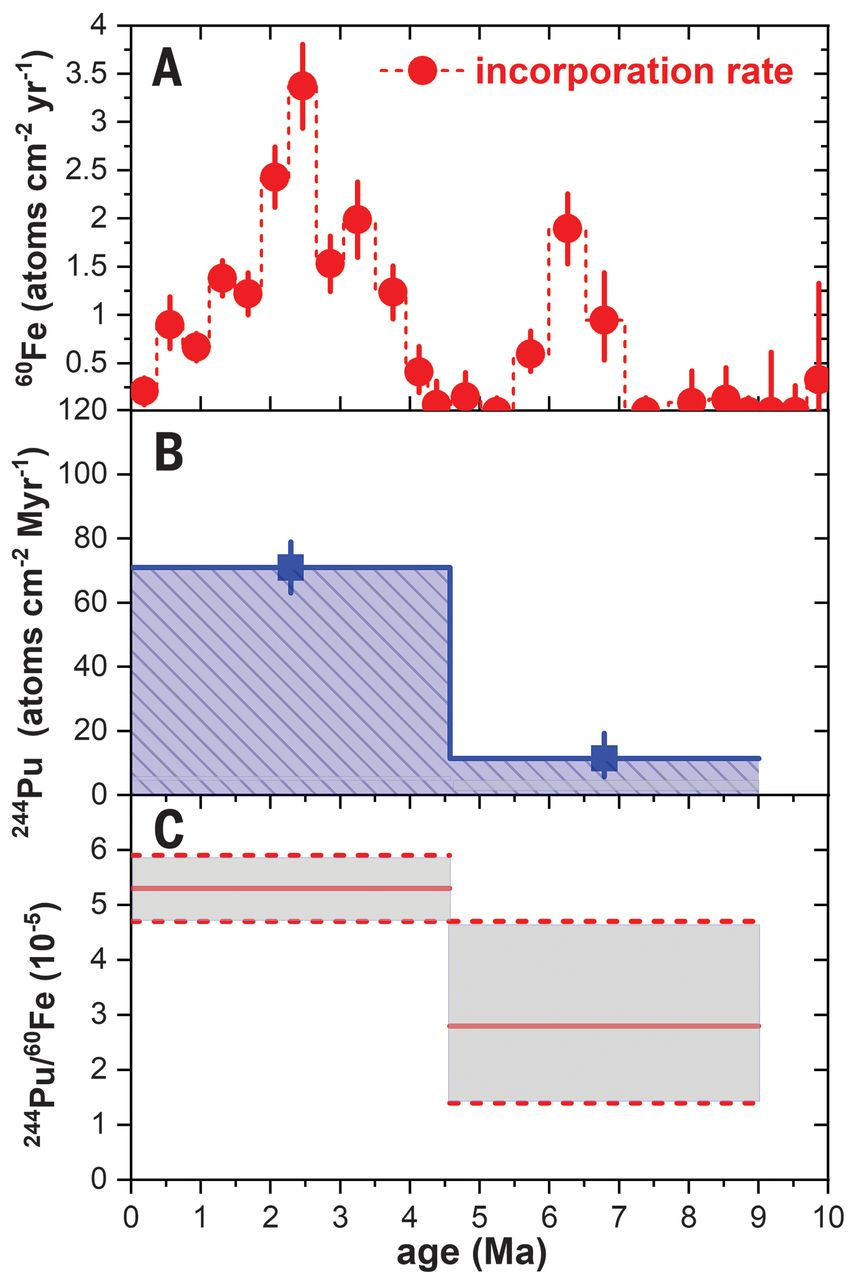 A
incorporation rate
⁶⁰Fe (atoms cm⁻² yr⁻¹)
4
3.5
3
2.5
2
1.5
1
0.5
120
B
²⁴⁴Pu (atoms cm⁻² Myr⁻¹)
100
80
60
40
20
0
C
²⁴⁴Pu/⁶⁰Fe (10⁻⁵)
6
5
4
3
2
1
0
0 1 2 3 4 5 6 7 8 9 10
age (Ma)